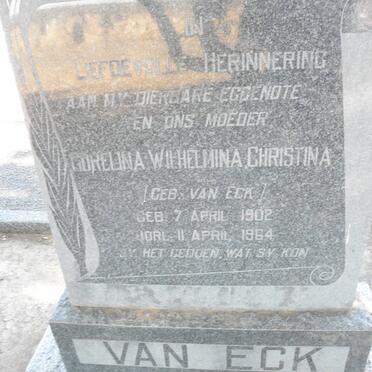 IN
LIEFDEVOLLE HERINNERING
AAN MY DIERBARE EGGENOTE
EN ONS MOEDER
CORELINA WILHELMINA CHRISTINA
[GEB: VAN ECK]
GEB: 7 APRIL 1902
OORL: 11 APRIL 1964
SY HET GEDOEN, WAT SY KON
VAN ECK